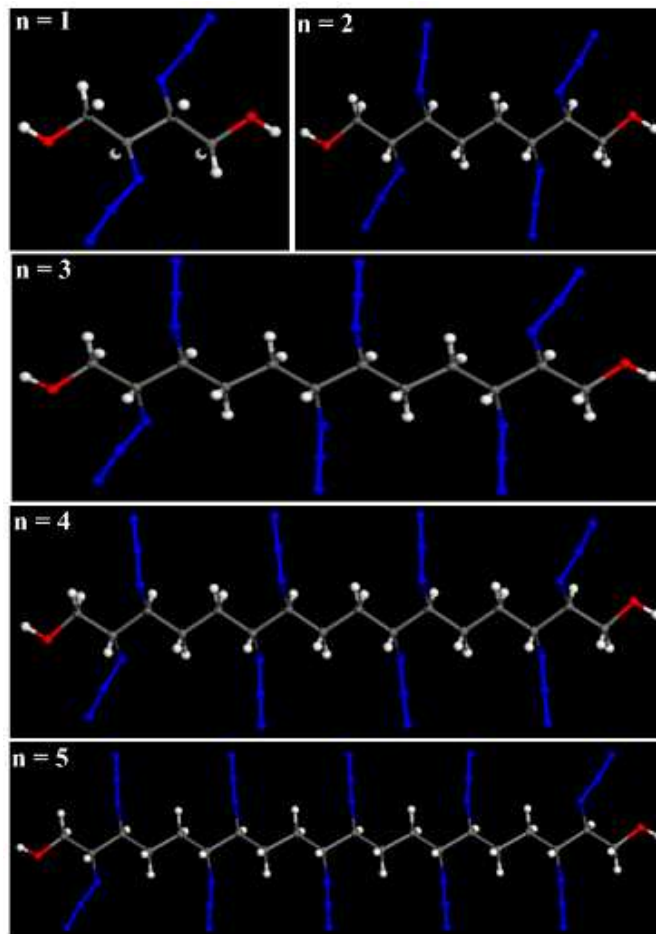 n = 1
n = 2
n = 3
n = 4
n = 5